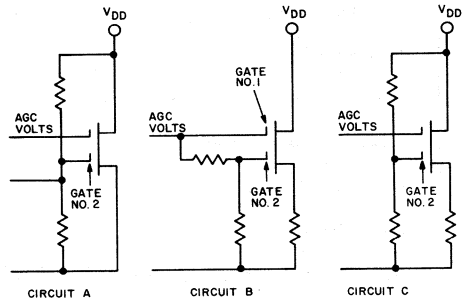 VDD
AGC
VOLTS
GATE
NO. 2
CIRCUIT A
VDD
GATE
NO.1
AGC
VOLTS
GATE
NO. 2
CIRCUIT B
VDD
AGC
VOLTS
GATE
NO. 2
CIRCUIT C